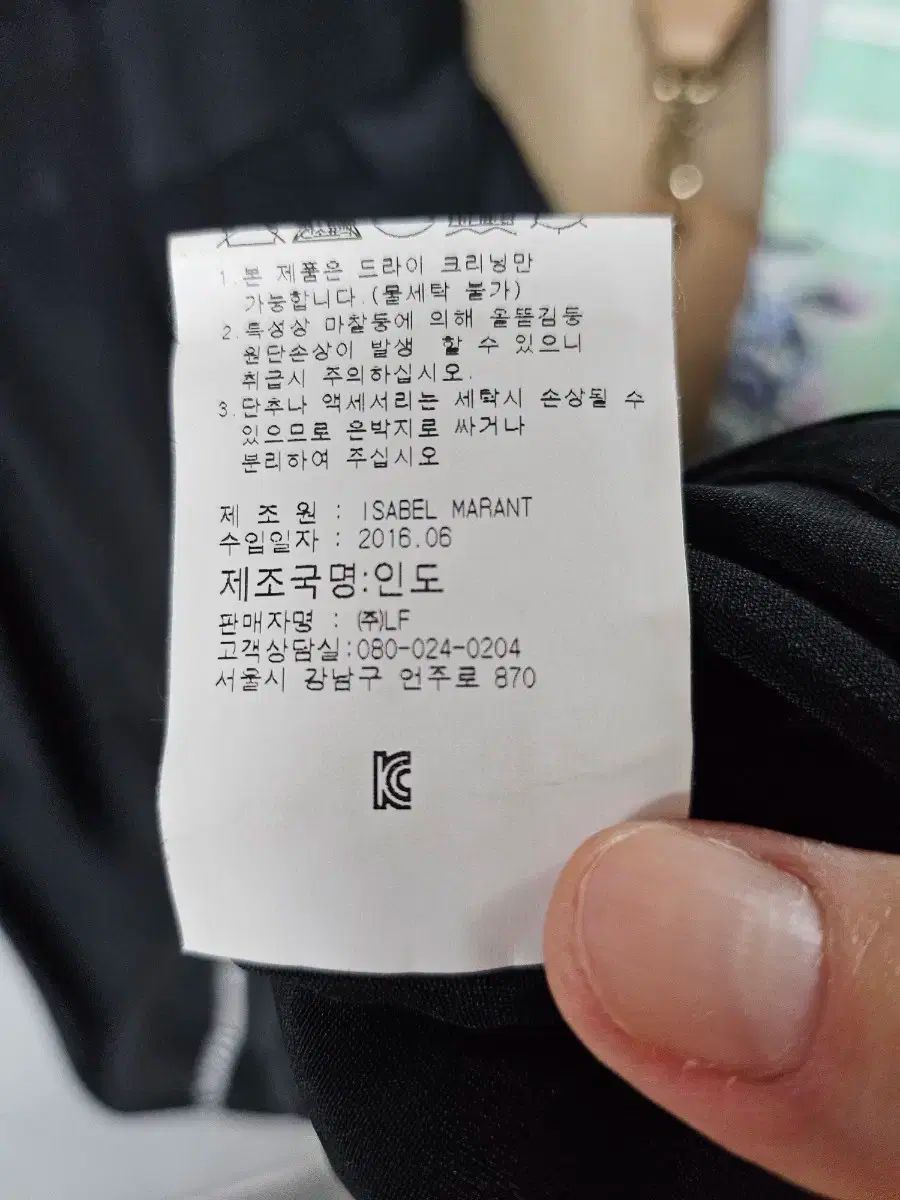 1.본 제품은 드라이 크리닝만
가능합니다.(물세탁 불가)
2.특성상 마찰등에 의해 올뜯김등
원단손상이 발생 할 수 있으니
취급시 주의하십시오.
3.단추나 액세서리는 세탁시 손상될 수
있으므로 은박지로 싸거나
분리하여 주십시오
제 조 원 : ISABEL MARANT
수입일자 : 2016.06
제조국명:인도
판매자명 : ㈜LF
고객상담실:080-024-0204
서울시 강남구 언주로 870
KC